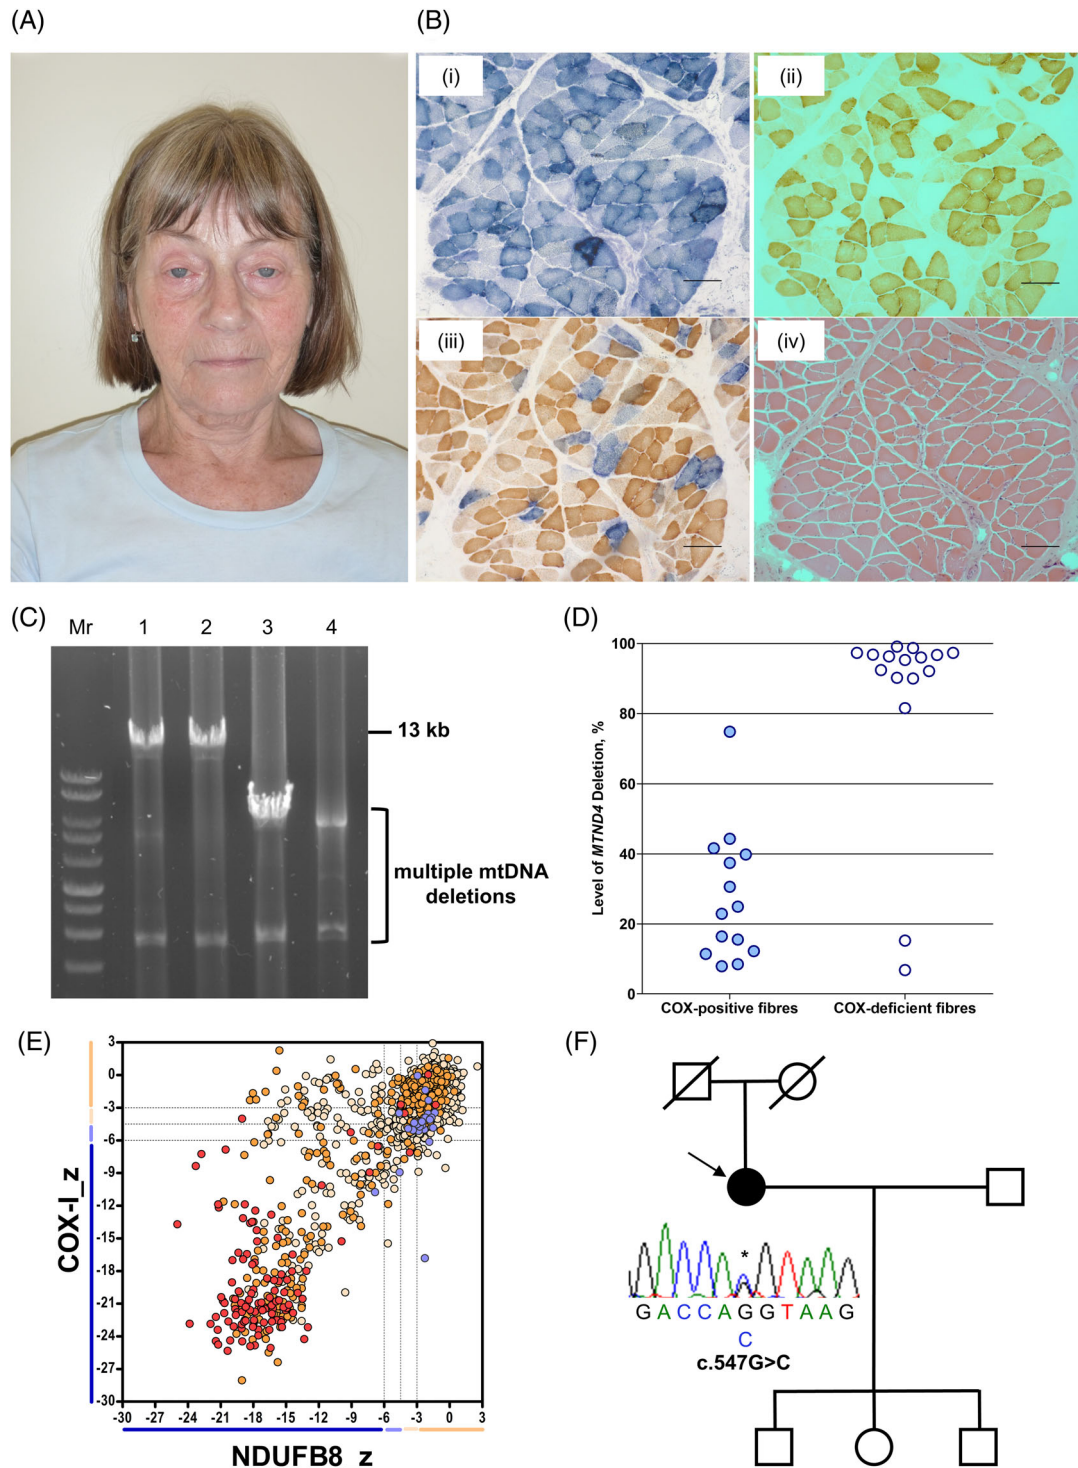 (A)
(B)
(i)
(ii)
(iii)
(iv)
(C)
Mr 1 2 3 4
13 kb
multiple mtDNA
deletions
(D)
Level of MTND4 Deletion, %
100
80
60
40
20
0
COX-positive fibres COX-deficient fibres
(E)
COX-I_z
3
0
-3
-6
-9
-12
-15
-18
-21
-24
-27
-30
-30 -27 -24 -21 -18 -15 -12 -9 -6 -3 0 3
NDUFB8_z
(F)
*
GACCAGGTAAG
C
c.547G>C